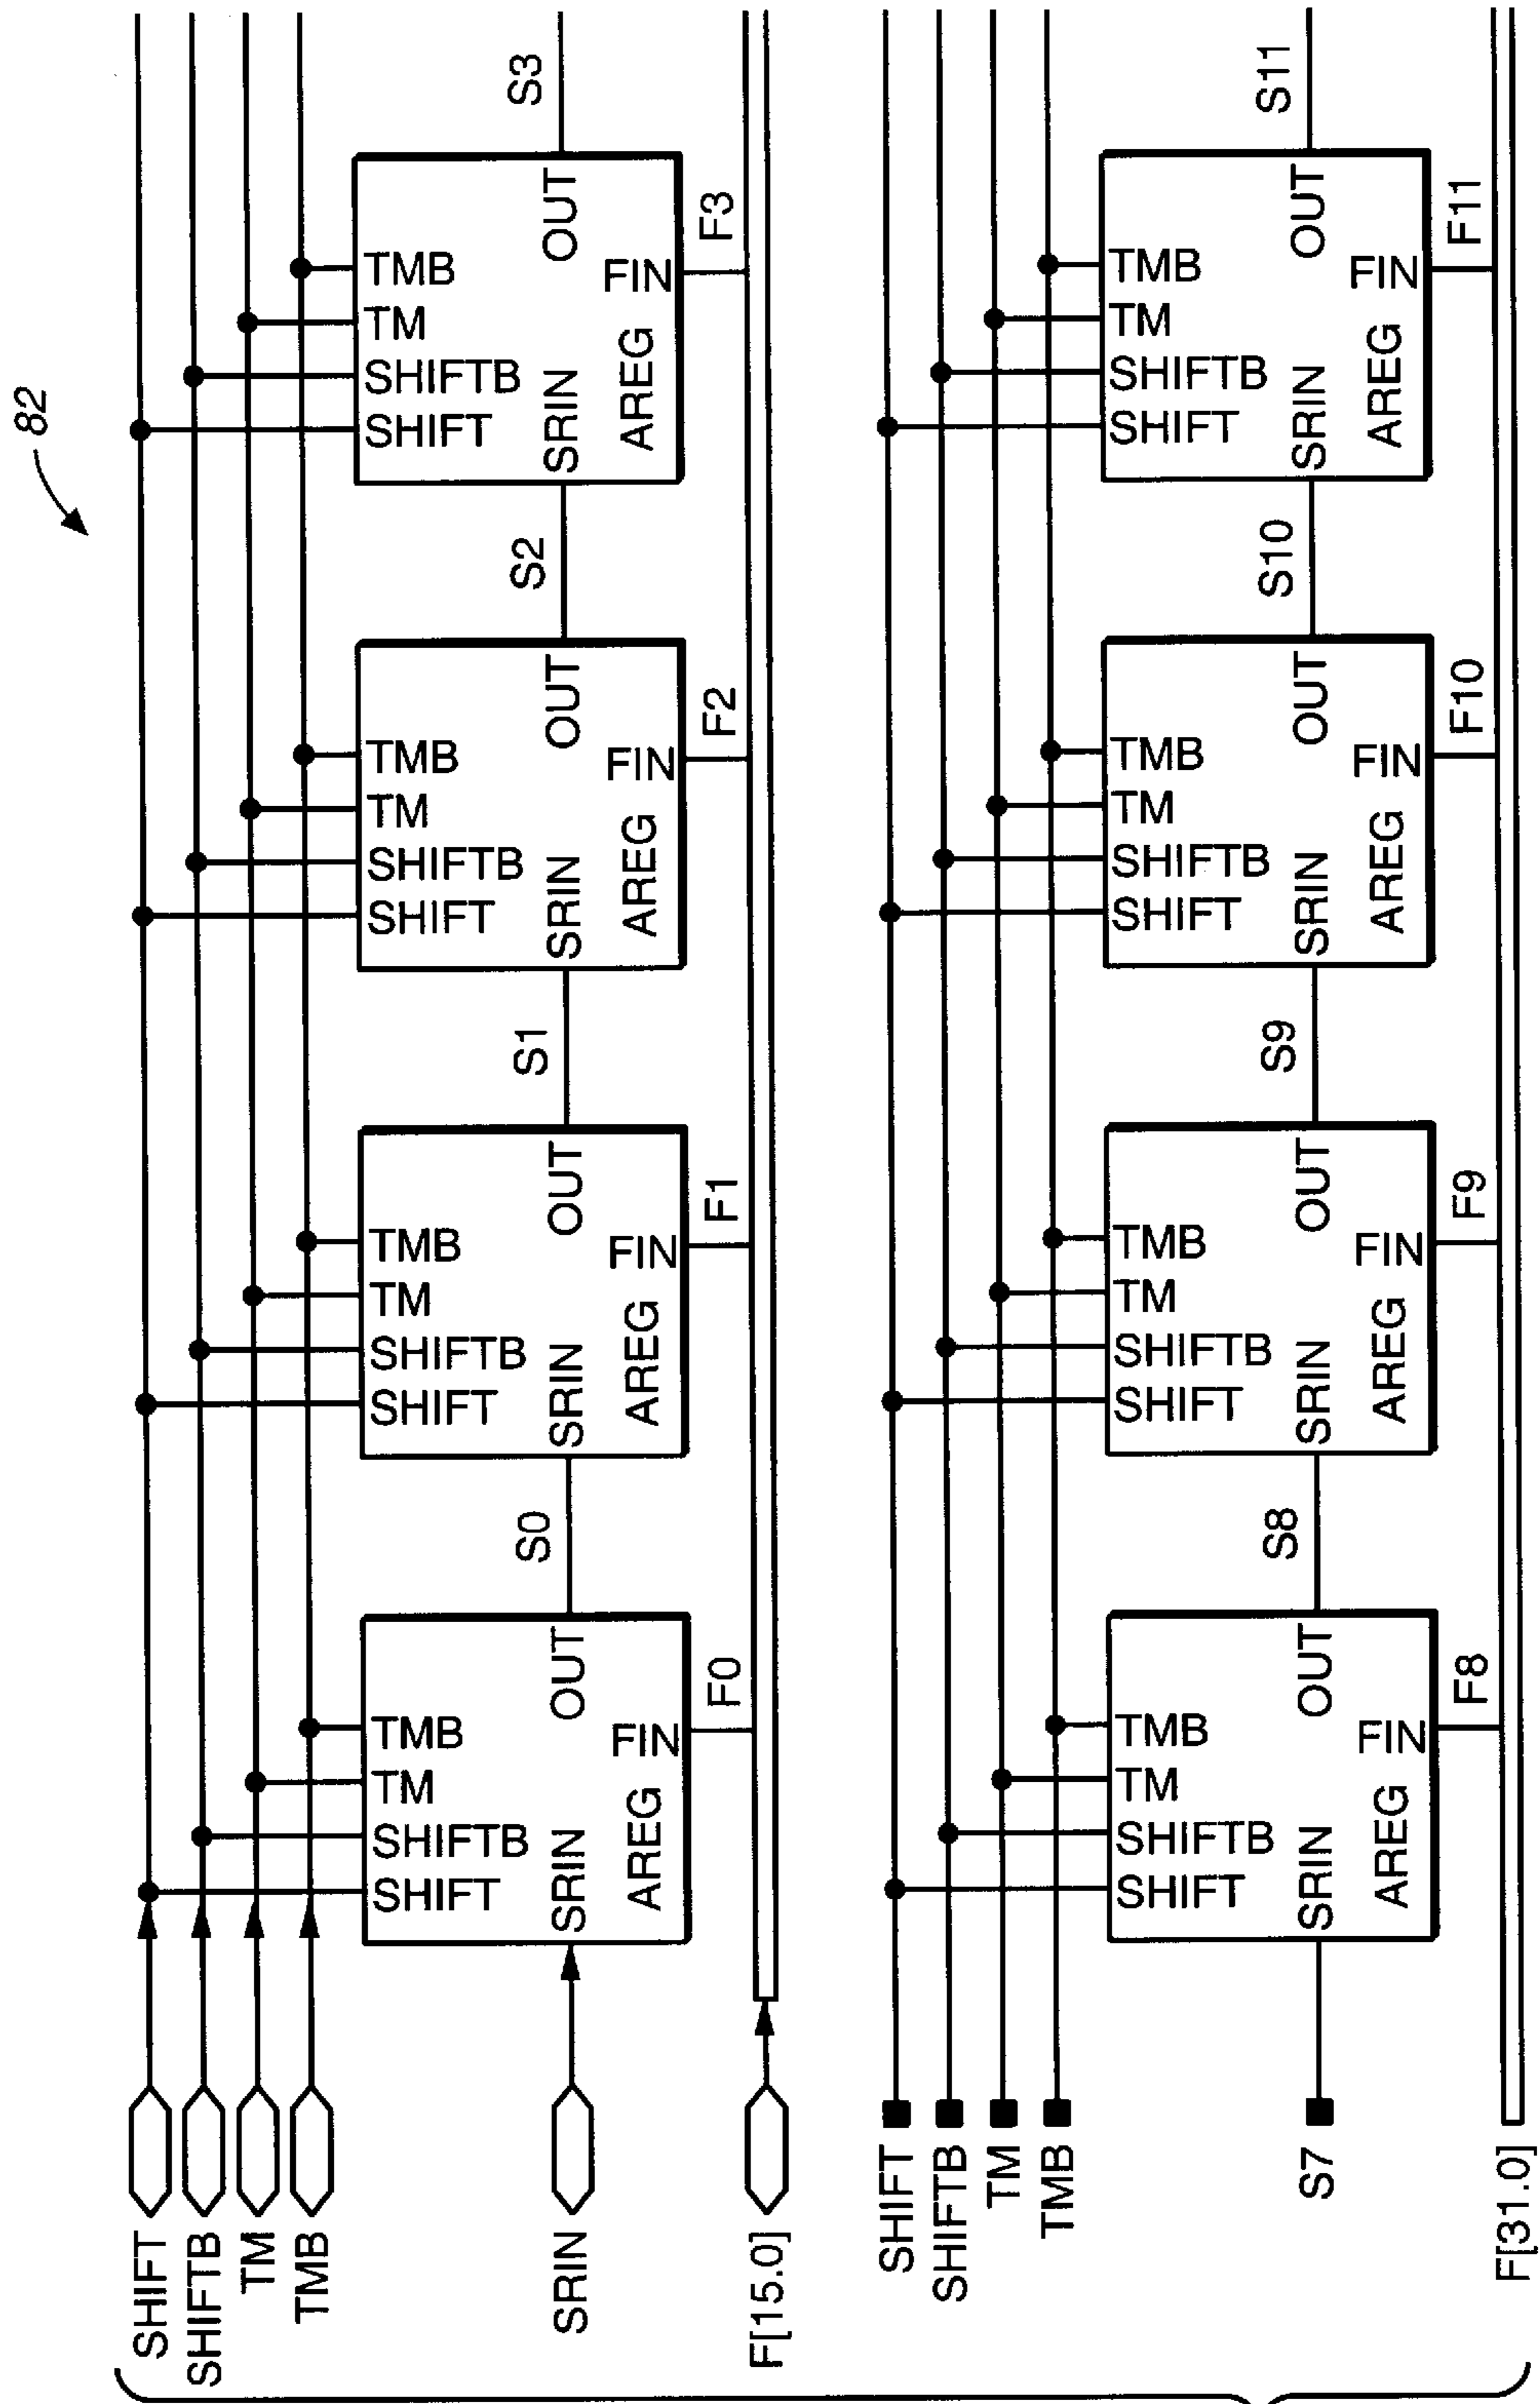 82
SHIFT
SHIFTB
TM
TMB
SRIN
F[15.0]
SHIFT SHIFTB TM TMB
SRIN OUT
AREG FIN
F0
S0
SHIFT SHIFTB TM TMB
SRIN OUT
AREG FIN
F1
S1
SHIFT SHIFTB TM TMB
SRIN OUT
AREG FIN
F2
S2
SHIFT SHIFTB TM TMB
SRIN OUT
AREG FIN
F3
S3
SHIFT
SHIFTB
TM
TMB
S7
F[31.0]
SHIFT SHIFTB TM TMB
SRIN OUT
AREG FIN
F8
S8
SHIFT SHIFTB TM TMB
SRIN OUT
AREG FIN
F9
S9
SHIFT SHIFTB TM TMB
SRIN OUT
AREG FIN
F10
S10
SHIFT SHIFTB TM TMB
SRIN OUT
AREG FIN
F11
S11